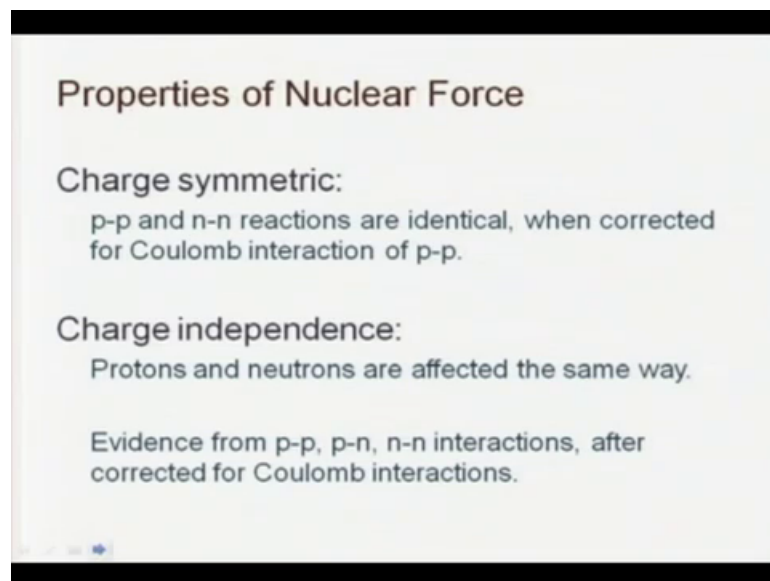 Properties of Nuclear Force
Charge symmetric:
p-p and n-n reactions are identical, when corrected
for Coulomb interaction of p-p.
Charge independence:
Protons and neutrons are affected the same way.
Evidence from p-p, p-n, n-n interactions, after
corrected for Coulomb interactions.